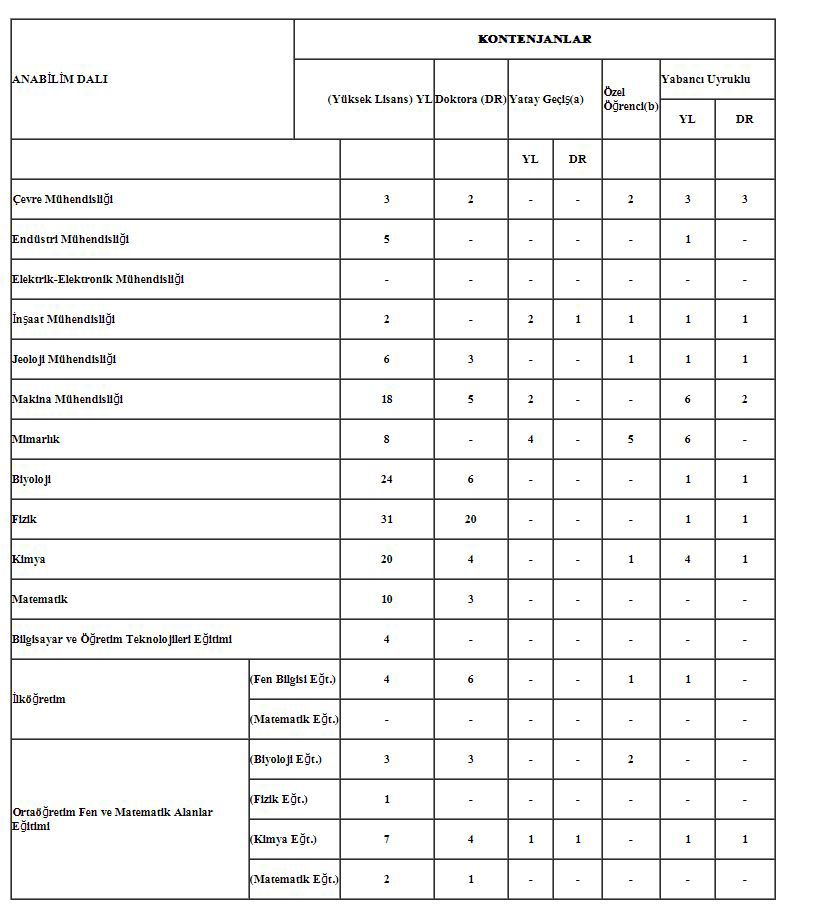 KONTENJANLAR
ANABİLİM DALI
(Yüksek Lisans) YL Doktora (DR) Yatay Geçiş(a) Özel Öğrenci(b) Yabancı Uyruklu
YL DR
YL DR
Çevre Mühendisliği 3 2 - - 2 3 3
Endüstri Mühendisliği 5 - - - - 1 -
Elektrik-Elektronik Mühendisliği - - - - - - -
İnşaat Mühendisliği 2 - 2 1 1 1 1
Jeoloji Mühendisliği 6 3 - - 1 1 1
Makina Mühendisliği 18 5 2 - - 6 2
Mimarlık 8 - 4 - 5 6 -
Biyoloji 24 6 - - - 1 1
Fizik 31 20 - - - 1 1
Kimya 20 4 - - 1 4 1
Matematik 10 3 - - - - -
Bilgisayar ve Öğretim Teknolojileri Eğitimi 4 - - - - - -
İlköğretim
(Fen Bilgisi Eğt.) 4 6 - - 1 1 -
(Matematik Eğt.) - - - - - - -
Ortaöğretim Fen ve Matematik Alanlar
Eğitimi
(Biyoloji Eğt.) 3 3 - - 2 - -
(Fizik Eğt.) 1 - - - - - -
(Kimya Eğt.) 7 4 1 1 - 1 1
(Matematik Eğt.) 2 1 - - - - -